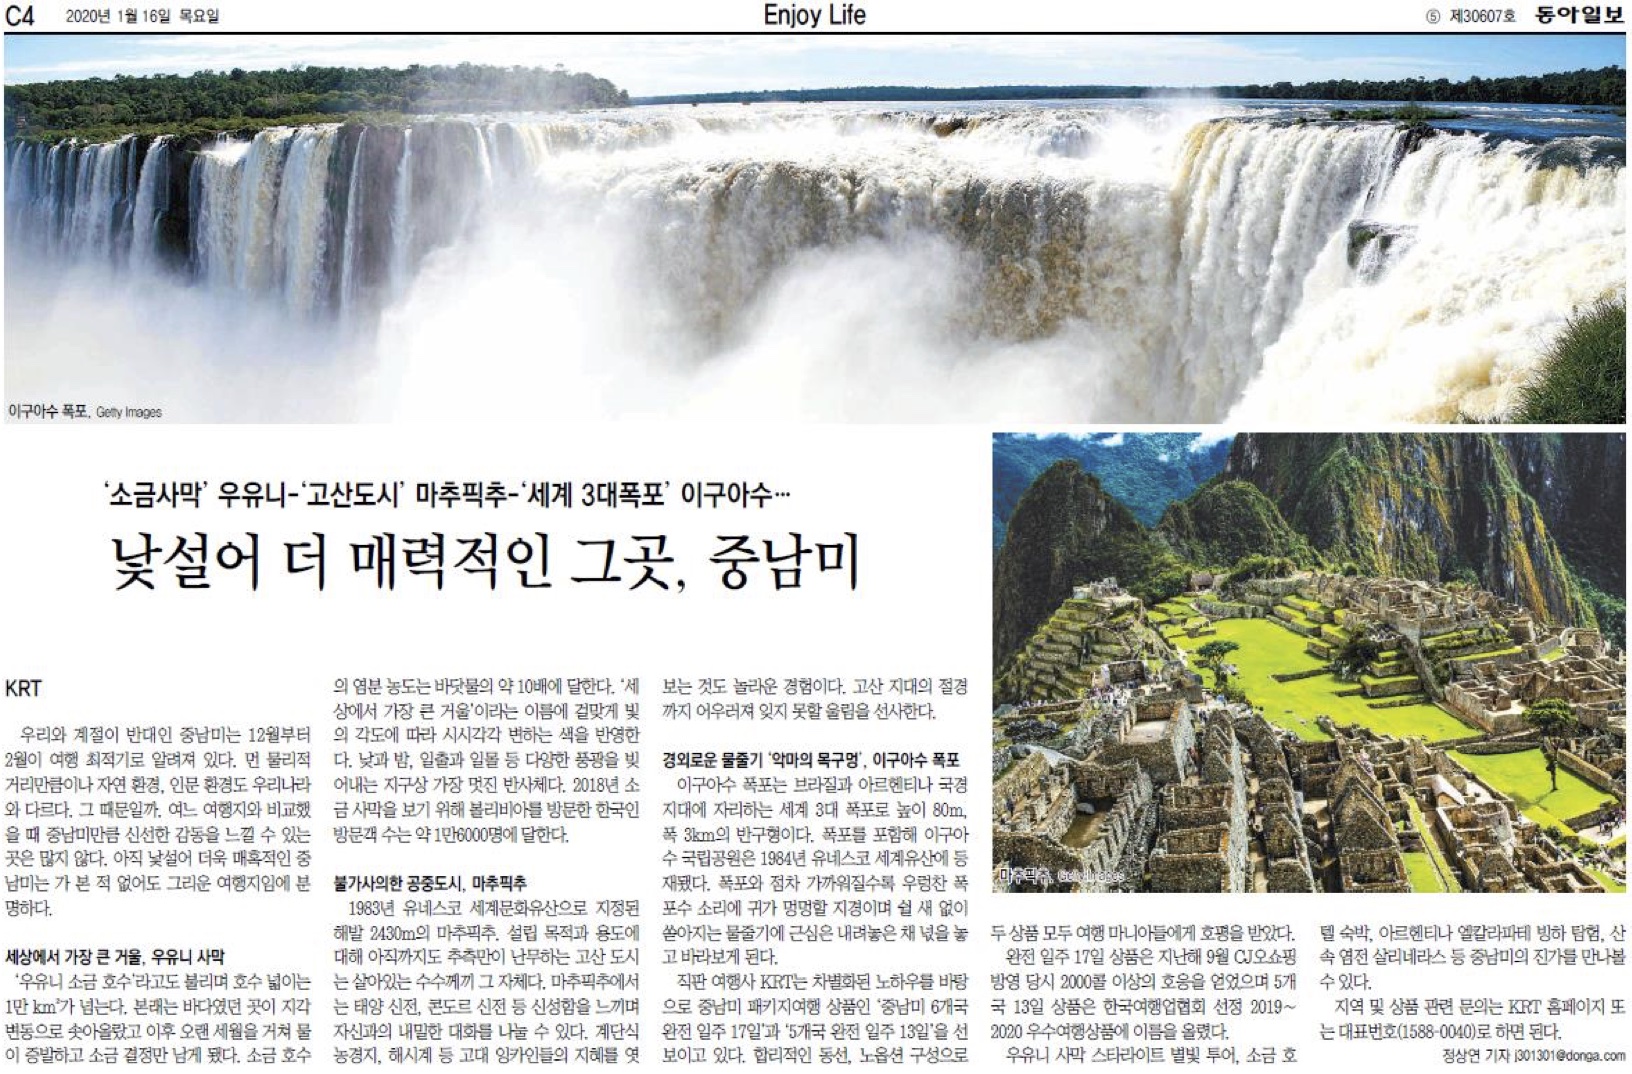 C4 2020년 1월 16일 목요일
Enjoy Life
⑤ 제30607호 동아일보
이구아수 폭포. Getty Images
‘소금사막’ 우유니-‘고산도시’ 마추픽추-‘세계 3대폭포’ 이구아수…
낯설어 더 매력적인 그곳, 중남미
마추픽추. Getty Images
KRT
우리와 계절이 반대인 중남미는 12월부터
2월이 여행 최적기로 알려져 있다. 먼 물리적
거리만큼이나 자연 환경, 인문 환경도 우리나라
와 다르다. 그 때문일까. 여느 여행지와 비교했
을 때 중남미만큼 신선한 감동을 느낄 수 있는
곳은 많지 않다. 아직 낯설어 더욱 매혹적인 중
남미는 가 본 적 없어도 그리운 여행지임에 분
명하다.
세상에서 가장 큰 거울, 우유니 사막
‘우유니 소금 호수’라고도 불리며 호수 넓이는
1만 km²가 넘는다. 본래는 바다였던 곳이 지각
변동으로 솟아올랐고 이후 오랜 세월을 거쳐 물
이 증발하고 소금 결정만 남게 됐다. 소금 호수
의 염분 농도는 바닷물의 약 10배에 달한다. ‘세
상에서 가장 큰 거울’이라는 이름에 걸맞게 빛
의 각도에 따라 시시각각 변하는 색을 반영한
다. 낮과 밤, 일출과 일몰 등 다양한 풍광을 빚
어내는 지구상 가장 멋진 반사체다. 2018년 소
금 사막을 보기 위해 볼리비아를 방문한 한국인
방문객 수는 약 1만6000명에 달한다.
불가사의한 공중도시, 마추픽추
1983년 유네스코 세계문화유산으로 지정된
해발 2430m의 마추픽추. 설립 목적과 용도에
대해 아직까지도 추측만이 난무하는 고산 도시
는 살아있는 수수께끼 그 자체다. 마추픽추에서
는 태양 신전, 콘도르 신전 등 신성함을 느끼며
자신과의 내밀한 대화를 나눌 수 있다. 계단식
농경지, 해시계 등 고대 잉카인들의 지혜를 엿
보는 것도 놀라운 경험이다. 고산 지대의 절경
까지 어우러져 잊지 못할 울림을 선사한다.
경외로운 물줄기 ‘악마의 목구멍’, 이구아수 폭포
이구아수 폭포는 브라질과 아르헨티나 국경
지대에 자리하는 세계 3대 폭포로 높이 80m,
폭 3km의 반구형이다. 폭포를 포함해 이구아
수 국립공원은 1984년 유네스코 세계유산에 등
재됐다. 폭포와 점차 가까워질수록 우렁찬 폭
포수 소리에 귀가 멍멍할 지경이며 쉴 새 없이
쏟아지는 물줄기에 근심은 내려놓은 채 넋을 놓
고 바라보게 된다.
직판 여행사 KRT는 차별화된 노하우를 바탕
으로 중남미 패키지여행 상품인 ‘중남미 6개국
완전 일주 17일’과 ‘5개국 완전 일주 13일’을 선
보이고 있다. 합리적인 동선, 노옵션 구성으로
두 상품 모두 여행 마니아들에게 호평을 받았다.
완전 일주 17일 상품은 지난해 9월 CJ오쇼핑
방영 당시 2000콜 이상의 호응을 얻었으며 5개
국 13일 상품은 한국여행업협회 선정 2019~
2020 우수여행상품에 이름을 올렸다.
우유니 사막 스타라이트 별빛 투어, 소금 호
텔 숙박, 아르헨티나 엘칼라파테 빙하 탐험, 산
속 염전 살리네라스 등 중남미의 진가를 만나볼
수 있다.
지역 및 상품 관련 문의는 KRT 홈페이지 또
는 대표번호(1588-0040)로 하면 된다.
정상연 기자 j301301@donga.com